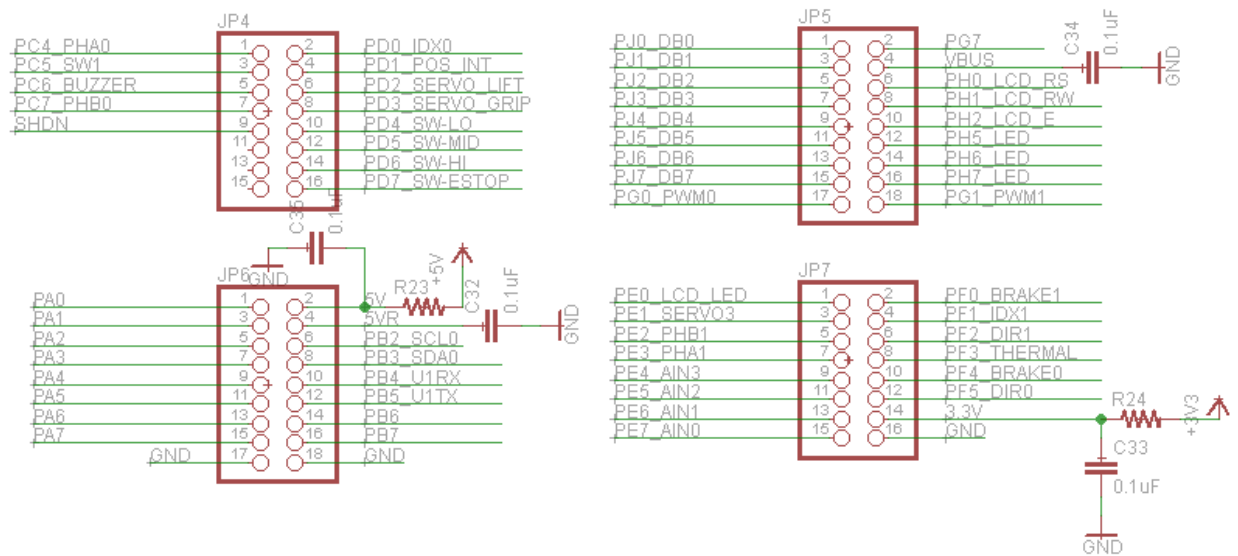 JP4
PC4_PHA0 1 2 PD0_IDX0
PC5_SW1 3 4 PD1_POS_INT
PC6_BUZZER 5 6 PD2_SERVO_LIFT
PC7_PHB0 7 8 PD3_SERVO_GRIP
SHDN 9 10 PD4_SW-LO
11 12 PD5_SW-MID
13 14 PD6_SW-HI
15 16 PD7_SW-ESTOP
JP5
PJ0_DB0 1 2 PG7
PJ1_DB1 3 4 VBUS
C34
0.1uF
GND
PJ2_DB2 5 6 PH0_LCD_RS
PJ3_DB3 7 8 PH1_LCD_RW
PJ4_DB4 9 10 PH2_LCD_E
PJ5_DB5 11 12 PH5_LED
PJ6_DB6 13 14 PH6_LED
PJ7_DB7 15 16 PH7_LED
PG0_PWM0 17 18 PG1_PWM1
C35
0.1uF
GND
JP6
PA0 1 2 5V
R23
+5V
PA1 3 4 5VR
C32
0.1uF
GND
PA2 5 6 PB2_SCL0
PA3 7 8 PB3_SDA0
PA4 9 10 PB4_U1RX
PA5 11 12 PB5_U1TX
PA6 13 14 PB6
PA7 15 16 PB7
GND 17 18 GND
JP7
PE0_LCD_LED 1 2 PF0_BRAKE1
PE1_SERVO3 3 4 PF1_IDX1
PE2_PHB1 5 6 PF2_DIR1
PE3_PHA1 7 8 PF3_THERMAL
PE4_AIN3 9 10 PF4_BRAKE0
PE5_AIN2 11 12 PF5_DIR0
PE6_AIN1 13 14 3.3V
R24
+3V3
PE7_AIN0 15 16 GND
C33
0.1uF
GND